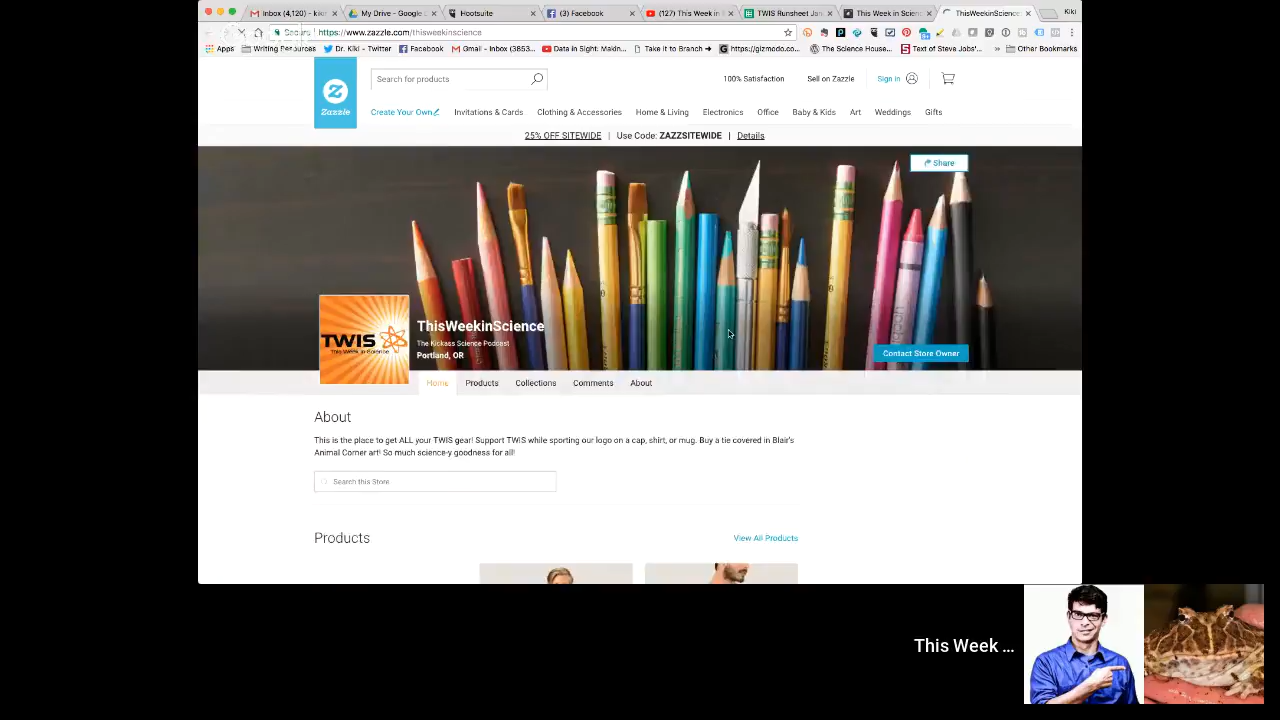 Inbox (4,120) - kirk
My Drive - Google
Netsuite
(3) Facebook
(127) This Week in
TWIS Rundown
This Week in Science
ThisWeekinScience
Kiki
Secure
https://www.zazzle.com/thisweekinscience
Apps
Writing Resources
Dr. Kiki - Twitter
Facebook
Gmail - Inbox (3853...
Data in Sight: Makin...
Take it to Branch →
https://gizmodo.co...
The Science House...
Text of Steve Jobs'...
»
Other Bookmarks
Z
Zazzle
Search for products
100% Satisfaction
Sell on Zazzle
Sign in
Create Your Own
Invitations & Cards
Clothing & Accessories
Home & Living
Electronics
Office
Baby & Kids
Art
Weddings
Gifts
25% OFF SITEWIDE | Use Code: ZAZZSITEWIDE | Details
Share
TWIS
This Week in Science
ThisWeekinScience
The Kickass Science Podcast
Portland, OR
Contact Store Owner
Home
Products
Collections
Comments
About
About
This is the place to get ALL your TWIS gear! Support TWIS while sporting our logo on a cap, shirt, or mug. Buy a tie covered in Blair's
Animal Corner art! So much science-y goodness for all!
Search this Store
Products
View All Products
This Week ...